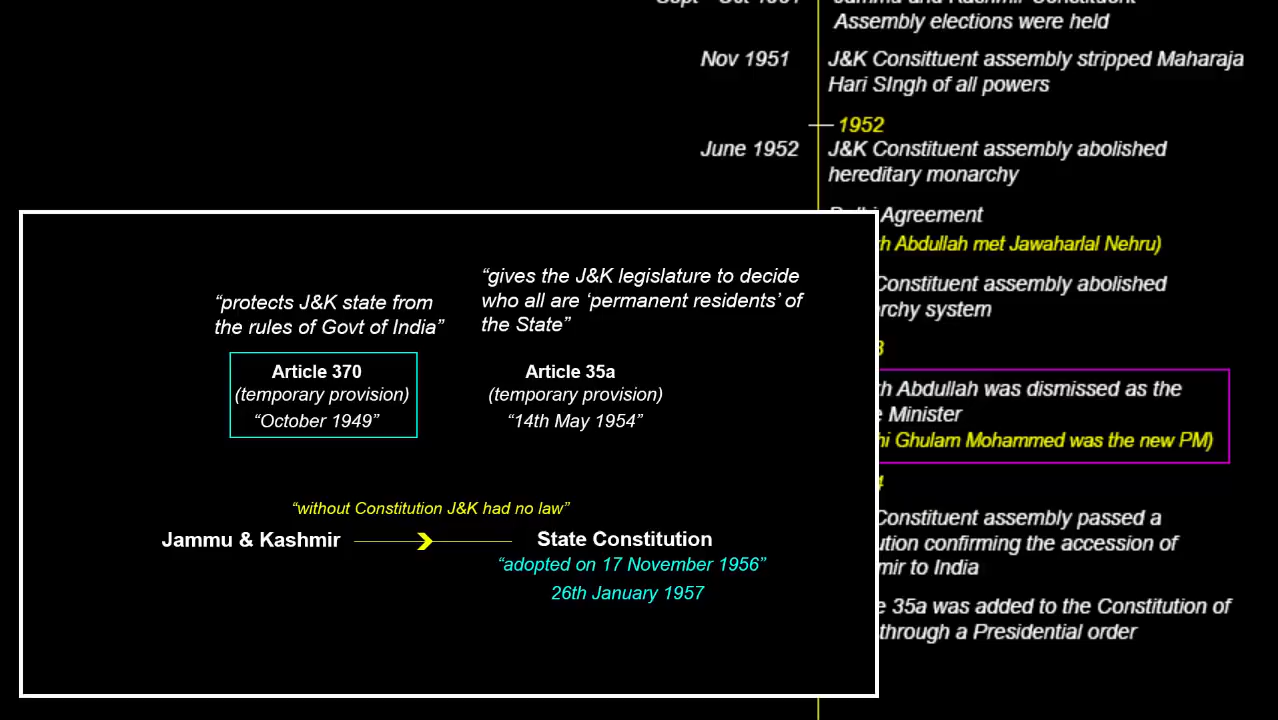 Jammu and Kashmir Constituent
Assembly elections were held
Nov 1951
J&K Consittuent assembly stripped Maharaja
Hari SIngh of all powers
1952
June 1952
J&K Constituent assembly abolished
hereditary monarchy
Agreement
Abdullah met Jawaharlal Nehru)
Constituent assembly abolished
system
Abdullah was dismissed as the
Minister
Ghulam Mohammed was the new PM)
Constituent assembly passed a
confirming the accession of
to India
35a was added to the Constitution of
through a Presidential order
“protects J&K state from
the rules of Govt of India”
Article 370
(temporary provision)
“October 1949”
“gives the J&K legislature to decide
who all are ‘permanent residents’ of
the State”
Article 35a
(temporary provision)
“14th May 1954”
“without Constitution J&K had no law”
Jammu & Kashmir
State Constitution
“adopted on 17 November 1956”
26th January 1957